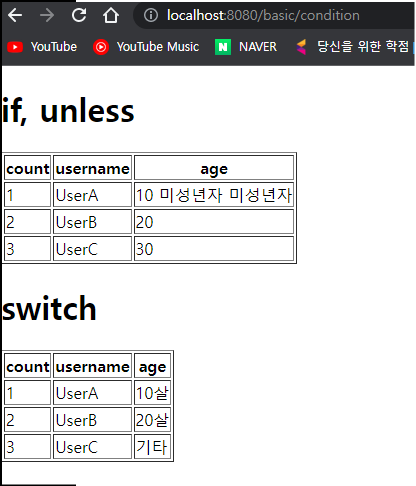 localhost:8080/basic/condition
YouTube YouTube Music NAVER 당신을 위한 학점
if, unless
count username age
1 UserA 10 미성년자 미성년자
2 UserB 20
3 UserC 30
switch
count username age
1 UserA 10살
2 UserB 20살
3 UserC 기타